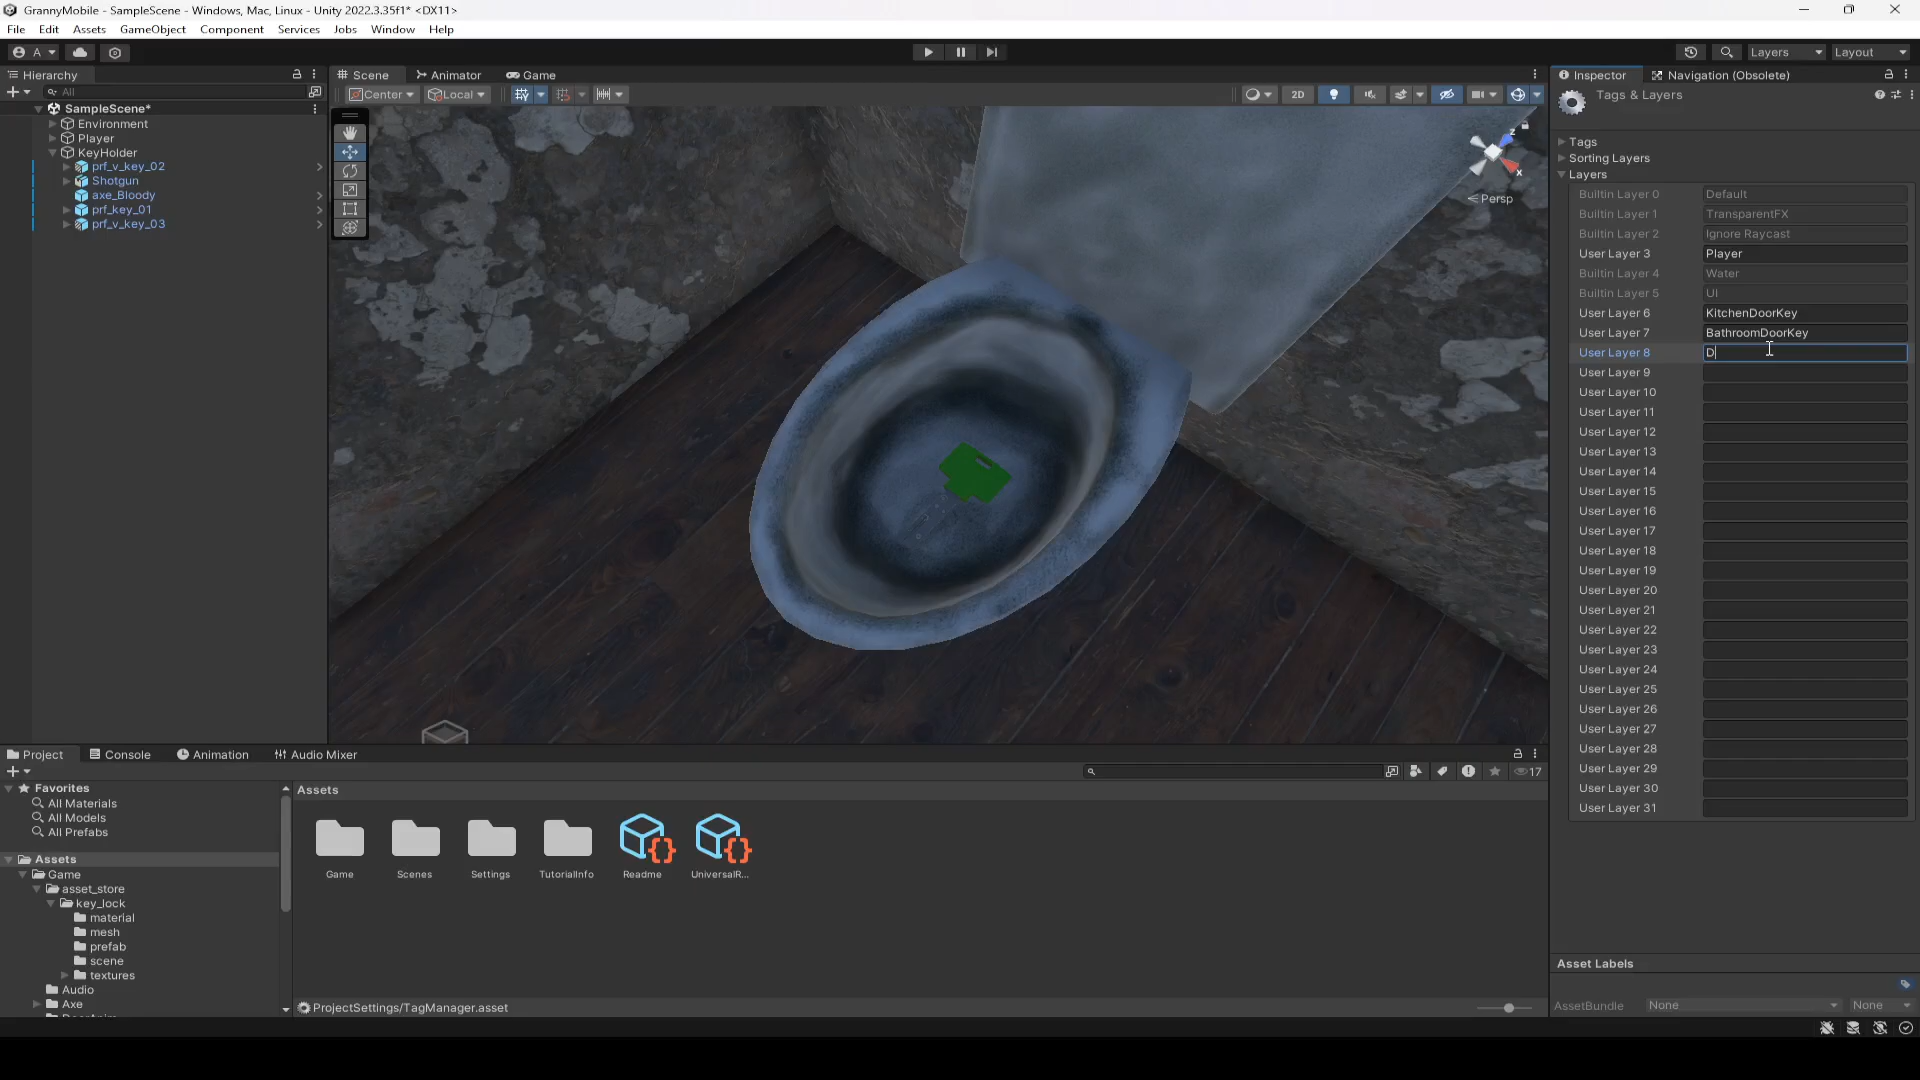 GrannyMobile - SampleScene - Windows, Mac, Linux - Unity 2022.3.35f1* <DX11>
File Edit Assets GameObject Component Services Jobs Window Help
A Layers Layout
Hierarchy
All
SampleScene*
Environment
Player
KeyHolder
prf_v_key_02
Shotgun
axe_Bloody
prf_key_01
prf_v_key_03
Scene Animator Game
Center Local 2D
z
x
Persp
Inspector Navigation (Obsolete)
Tags & Layers
Tags
Sorting Layers
Layers
Builtin Layer 0 Default
Builtin Layer 1 TransparentFX
Builtin Layer 2 Ignore Raycast
User Layer 3 Player
Builtin Layer 4 Water
Builtin Layer 5 UI
User Layer 6 KitchenDoorKey
User Layer 7 BathroomDoorKey
User Layer 8 D
User Layer 9
User Layer 10
User Layer 11
User Layer 12
User Layer 13
User Layer 14
User Layer 15
User Layer 16
User Layer 17
User Layer 18
User Layer 19
User Layer 20
User Layer 21
User Layer 22
User Layer 23
User Layer 24
User Layer 25
User Layer 26
User Layer 27
User Layer 28
User Layer 29
User Layer 30
User Layer 31
Asset Labels
AssetBundle None None
Project Console Animation Audio Mixer
17
Favorites
All Materials
All Models
All Prefabs
Assets
Game
asset_store
key_lock
material
mesh
prefab
scene
textures
Audio
Axe
Assets
Game Scenes Settings TutorialInfo Readme UniversalR...
ProjectSettings/TagManager.asset